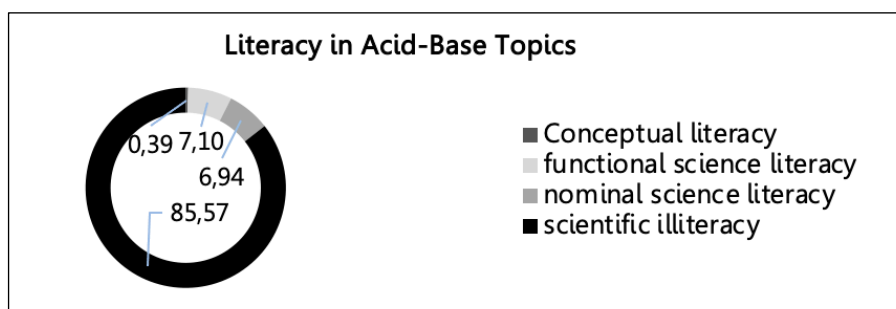 Literacy in Acid-Base Topics
0,39 7,10
6,94
85,57
Conceptual literacy
functional science literacy
nominal science literacy
scientific illiteracy